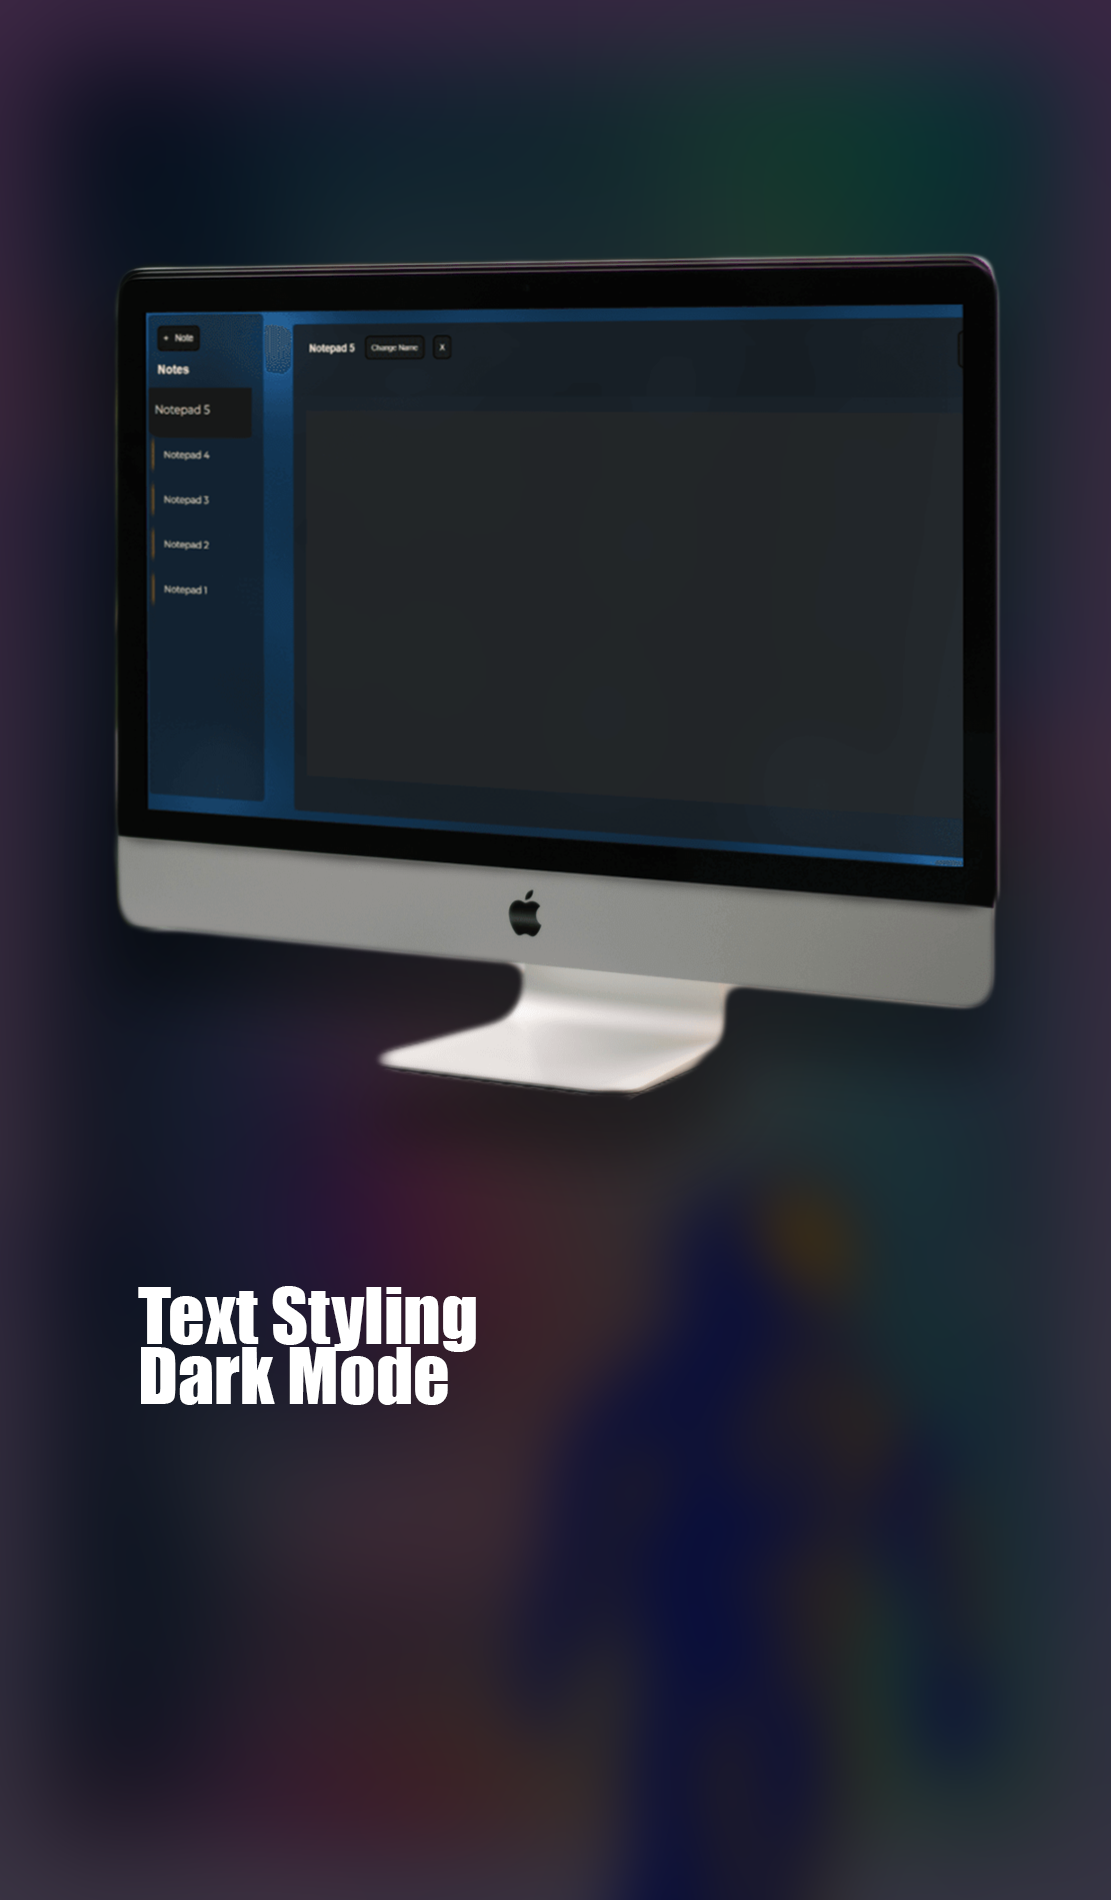 + Note
Notes
Notepad 5
Notepad 4
Notepad 3
Notepad 2
Notepad 1
Notepad 5 Change Name X
Text Styling
Dark Mode